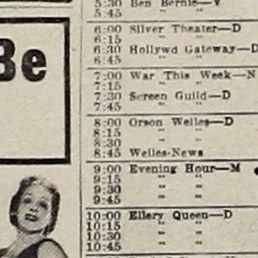 5:30 Ben Bernie—V
5:45
6:00 Silver Theater—D
6:15 " "
6:30 Hollywd Gateway—D
6:45 " "
7:00 War This Week—N
7:15 " "
7:30 Screen Guild—D
7:45 " "
8:00 Orson Welles—D
8:15 " "
8:30 " "
8:45 Welles-News
9:00 Evening Hour—M
9:15 " "
9:30 " "
9:45 " "
10:00 Ellery Queen—D
10:15 " "
10:30 " "
10:45 " "
Be